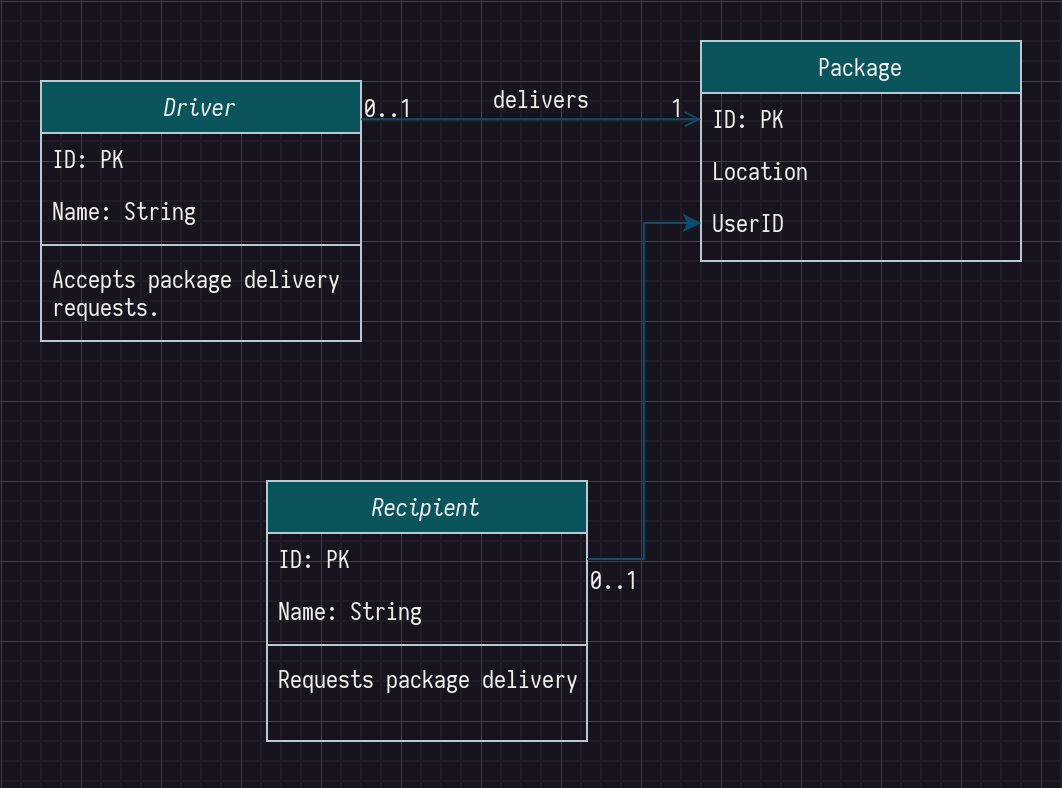 Driver
ID: PK
Name: String
Accepts package delivery
requests.
0..1
delivers
1
Package
ID: PK
Location
UserID
Recipient
ID: PK
Name: String
Requests package delivery
0..1